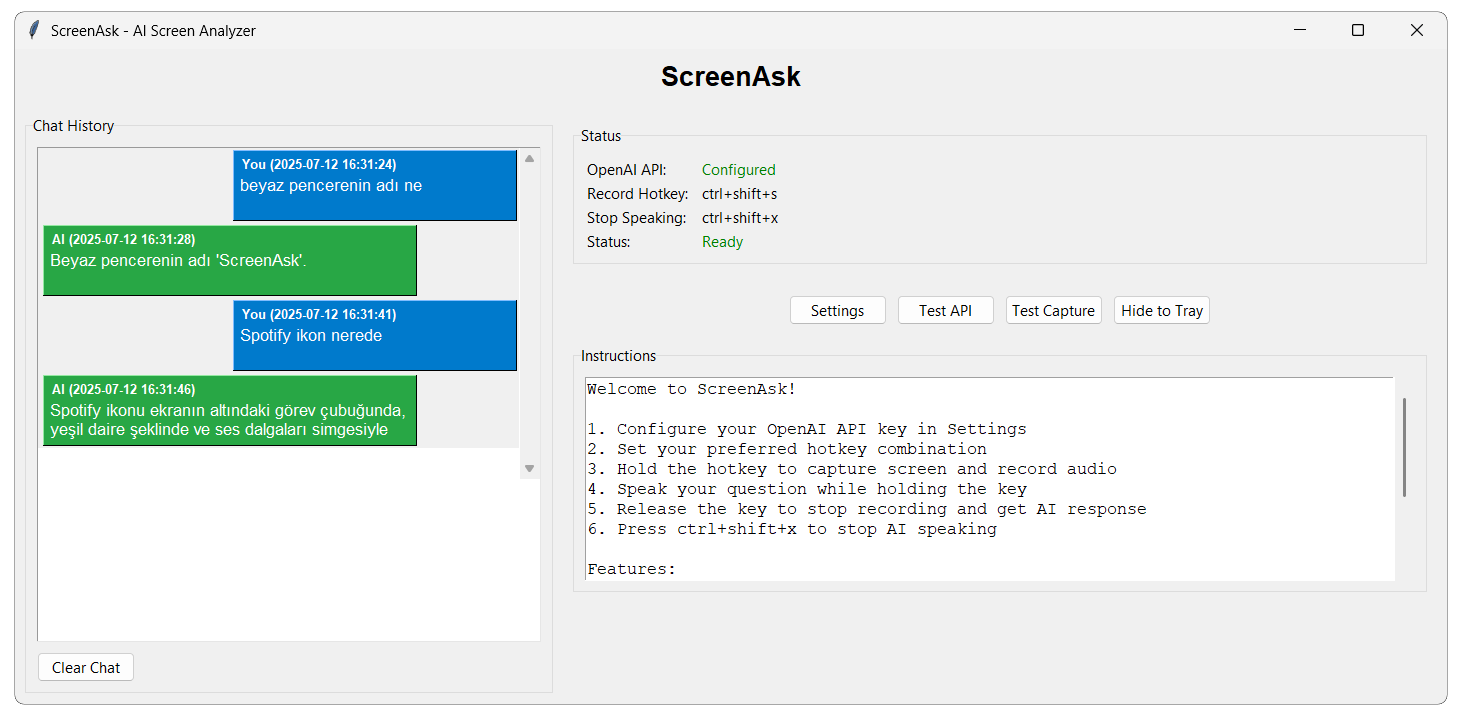 ScreenAsk - AI Screen Analyzer
ScreenAsk
Chat History
You (2025-07-12 16:31:24)
beyaz pencerenin adı ne
AI (2025-07-12 16:31:28)
Beyaz pencerenin adı 'ScreenAsk'.
You (2025-07-12 16:31:41)
Spotify ikon nerede
AI (2025-07-12 16:31:46)
Spotify ikonu ekranın altındaki görev çubuğunda,
yeşil daire şeklinde ve ses dalgaları simgesiyle
Clear Chat
Status
OpenAI API: Configured
Record Hotkey: ctrl+shift+s
Stop Speaking: ctrl+shift+x
Status: Ready
Settings Test API Test Capture Hide to Tray
Instructions
Welcome to ScreenAsk!
1. Configure your OpenAI API key in Settings
2. Set your preferred hotkey combination
3. Hold the hotkey to capture screen and record audio
4. Speak your question while holding the key
5. Release the key to stop recording and get AI response
6. Press ctrl+shift+x to stop AI speaking
Features: